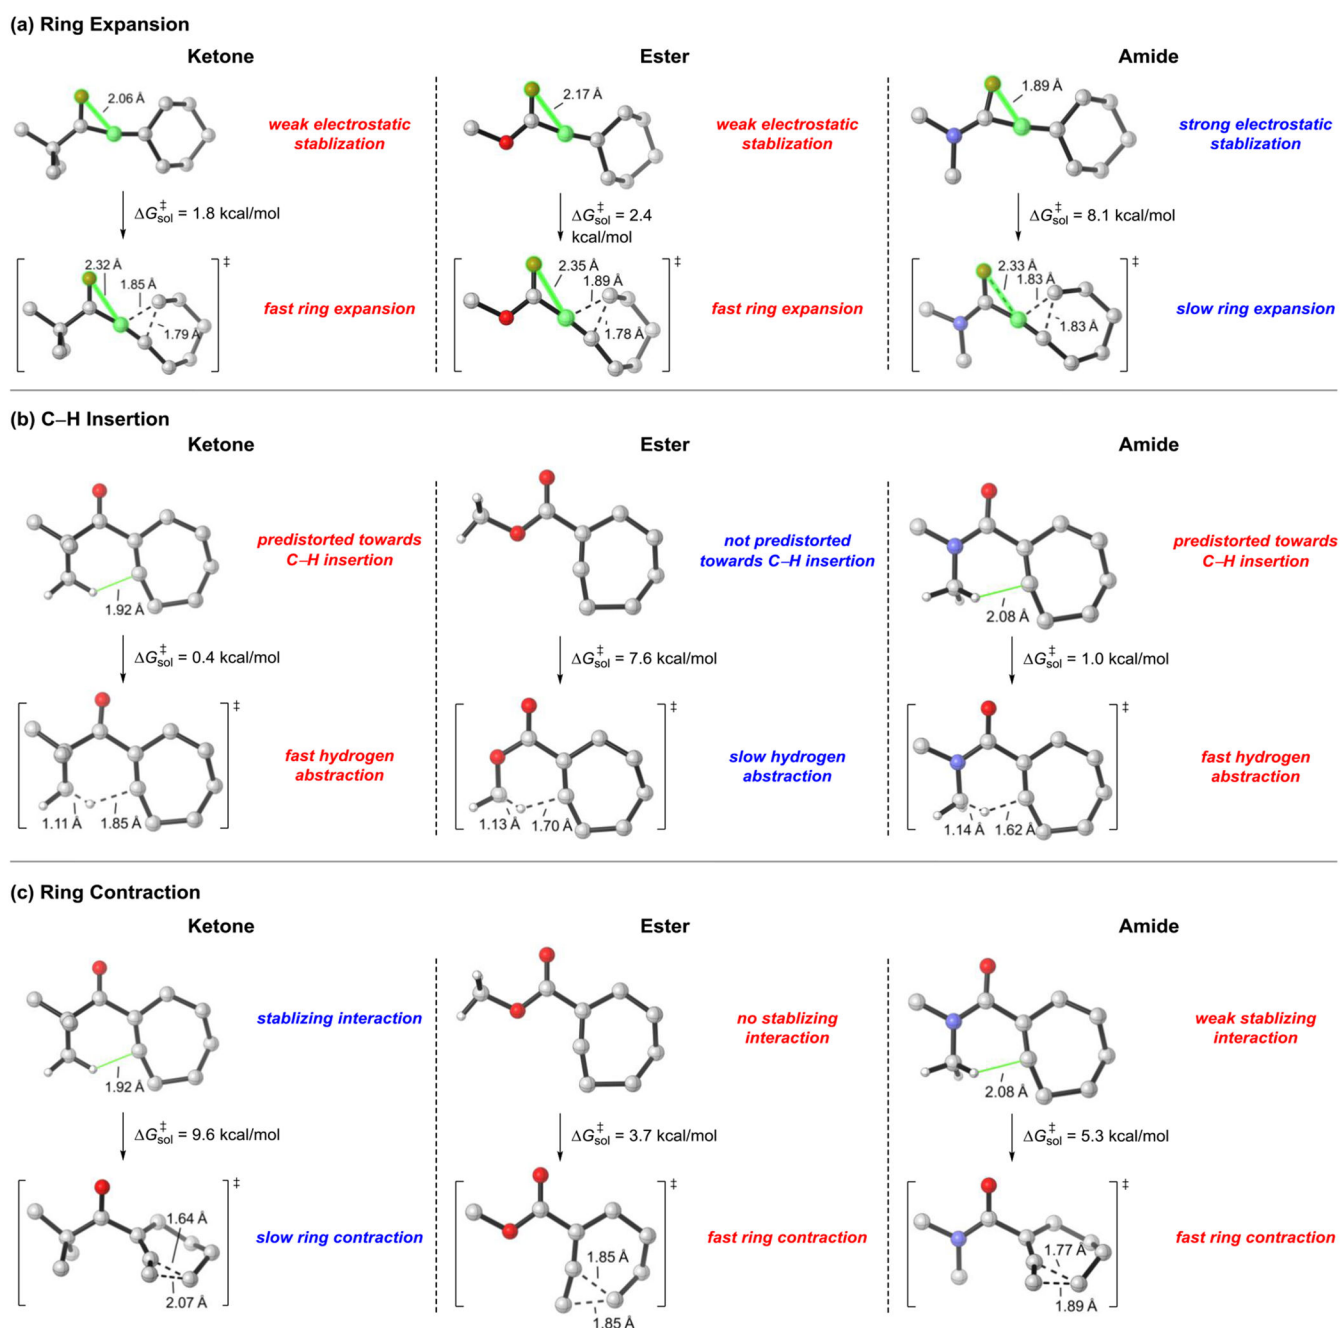 (a) Ring Expansion
Ketone
Ester
Amide
2.06 Å
weak electrostatic
stablization
2.17 Å
weak electrostatic
stablization
1.89 Å
strong electrostatic
stablization
ΔG‡sol = 1.8 kcal/mol
ΔG‡sol = 2.4
kcal/mol
ΔG‡sol = 8.1 kcal/mol
2.32 Å
1.85 Å
1.79 Å
‡
fast ring expansion
2.35 Å
1.89 Å
1.78 Å
‡
fast ring expansion
2.33 Å
1.83 Å
1.83 Å
‡
slow ring expansion
(b) C–H Insertion
Ketone
Ester
Amide
predistorted towards
C–H insertion
1.92 Å
not predistorted
towards C–H insertion
predistorted towards
C–H insertion
2.08 Å
ΔG‡sol = 0.4 kcal/mol
ΔG‡sol = 7.6 kcal/mol
ΔG‡sol = 1.0 kcal/mol
‡
fast hydrogen
abstraction
1.11 Å
1.85 Å
‡
slow hydrogen
abstraction
1.13 Å
1.70 Å
‡
fast hydrogen
abstraction
1.14 Å
1.62 Å
(c) Ring Contraction
Ketone
Ester
Amide
stablizing interaction
1.92 Å
no stablizing
interaction
weak stablizing
interaction
2.08 Å
ΔG‡sol = 9.6 kcal/mol
ΔG‡sol = 3.7 kcal/mol
ΔG‡sol = 5.3 kcal/mol
‡
1.64 Å
2.07 Å
slow ring contraction
‡
1.85 Å
1.85 Å
fast ring contraction
‡
1.77 Å
1.89 Å
fast ring contraction